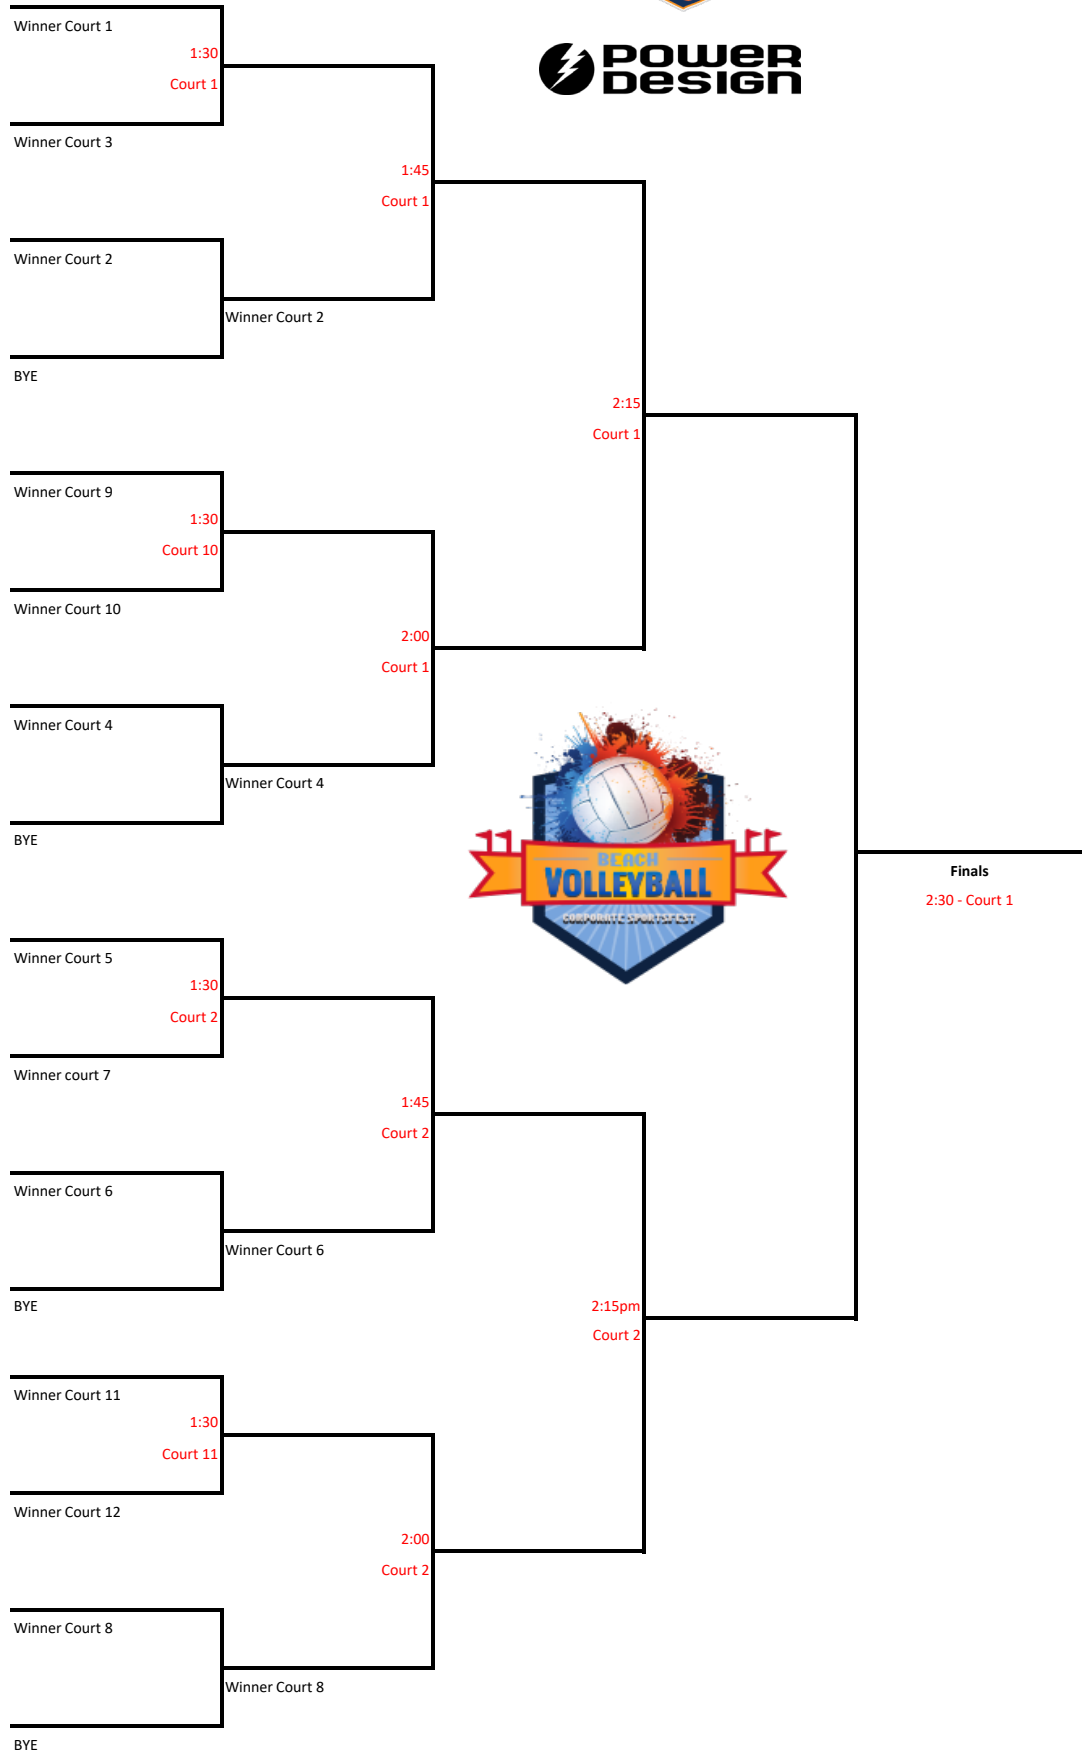 Winner Court 1
1:30
Court 1
Winner Court 3
POWER
DESIGN
1:45
Court 1
Winner Court 2
Winner Court 2
BYE
2:15
Court 1
Winner Court 9
1:30
Court 10
Winner Court 10
2:00
Court 1
Winner Court 4
Winner Court 4
BYE
BEACH
VOLLEYBALL
CORPORATE SPORTSFEST
Finals
2:30 - Court 1
Winner Court 5
1:30
Court 2
Winner court 7
1:45
Court 2
Winner Court 6
Winner Court 6
BYE
2:15pm
Court 2
Winner Court 11
1:30
Court 11
Winner Court 12
2:00
Court 2
Winner Court 8
Winner Court 8
BYE